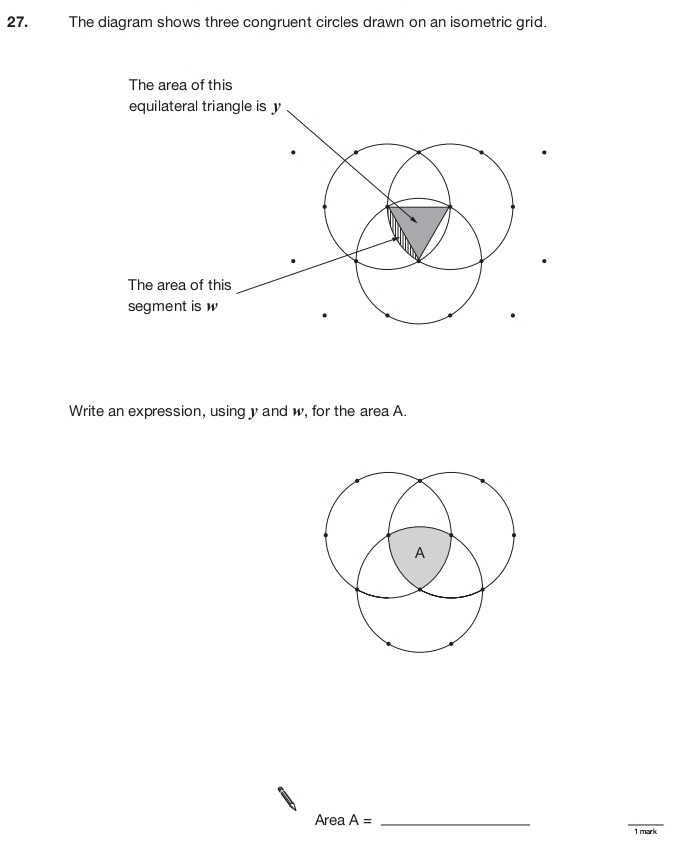 27. The diagram shows three congruent circles drawn on an isometric grid.
The area of this
equilateral triangle is y
The area of this
segment is w
Write an expression, using y and w, for the area A.
A
Area A = 
1 mark